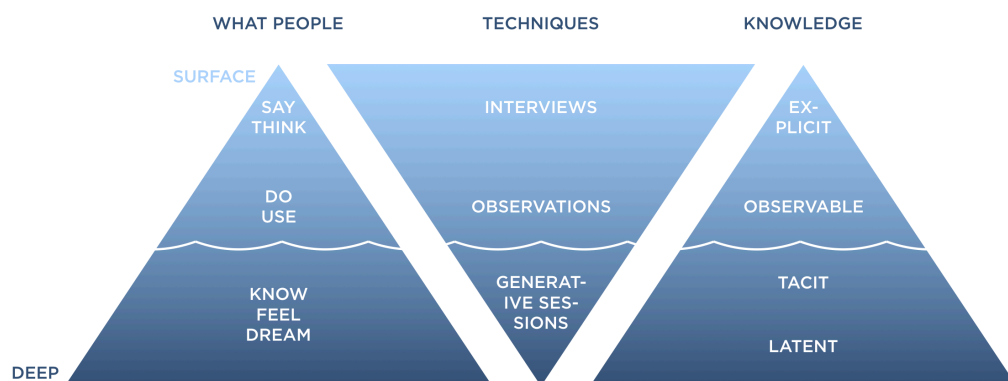 WHAT PEOPLE
TECHNIQUES
KNOWLEDGE
SURFACE
SAY
THINK
INTERVIEWS
EX-
PLICIT
DO
USE
OBSERVATIONS
OBSERVABLE
KNOW
FEEL
DREAM
GENERAT-
IVE SES-
SIONS
TACIT
LATENT
DEEP